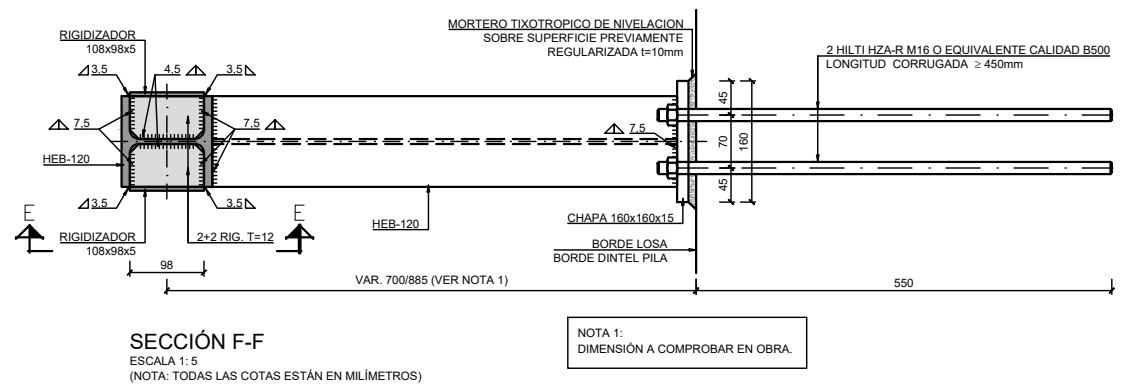 MORTERO TIXOTROPICO DE NIVELACION
SOBRE SUPERFICIE PREVIAMENTE
REGULARIZADA t=10mm
2 HILTI HZA-R M16 O EQUIVALENTE CALIDAD B500
LONGITUD CORRUGADA ≥ 450mm
RIGIDIZADOR
108x98x5
3.5
4,5
3.5
7.5
7.5
7.5
HEB-120
3.5
3.5
45
70
45
160
E
E
RIGIDIZADOR
108x98x5
2+2 RIG. T=12
HEB-120
CHAPA 160x160x15
BORDE LOSA
BORDE DINTEL PILA
98
VAR. 700/885 (VER NOTA 1)
550
SECCIÓN F-F
ESCALA 1: 5
(NOTA: TODAS LAS COTAS ESTÁN EN MILÍMETROS)
NOTA 1:
DIMENSIÓN A COMPROBAR EN OBRA.